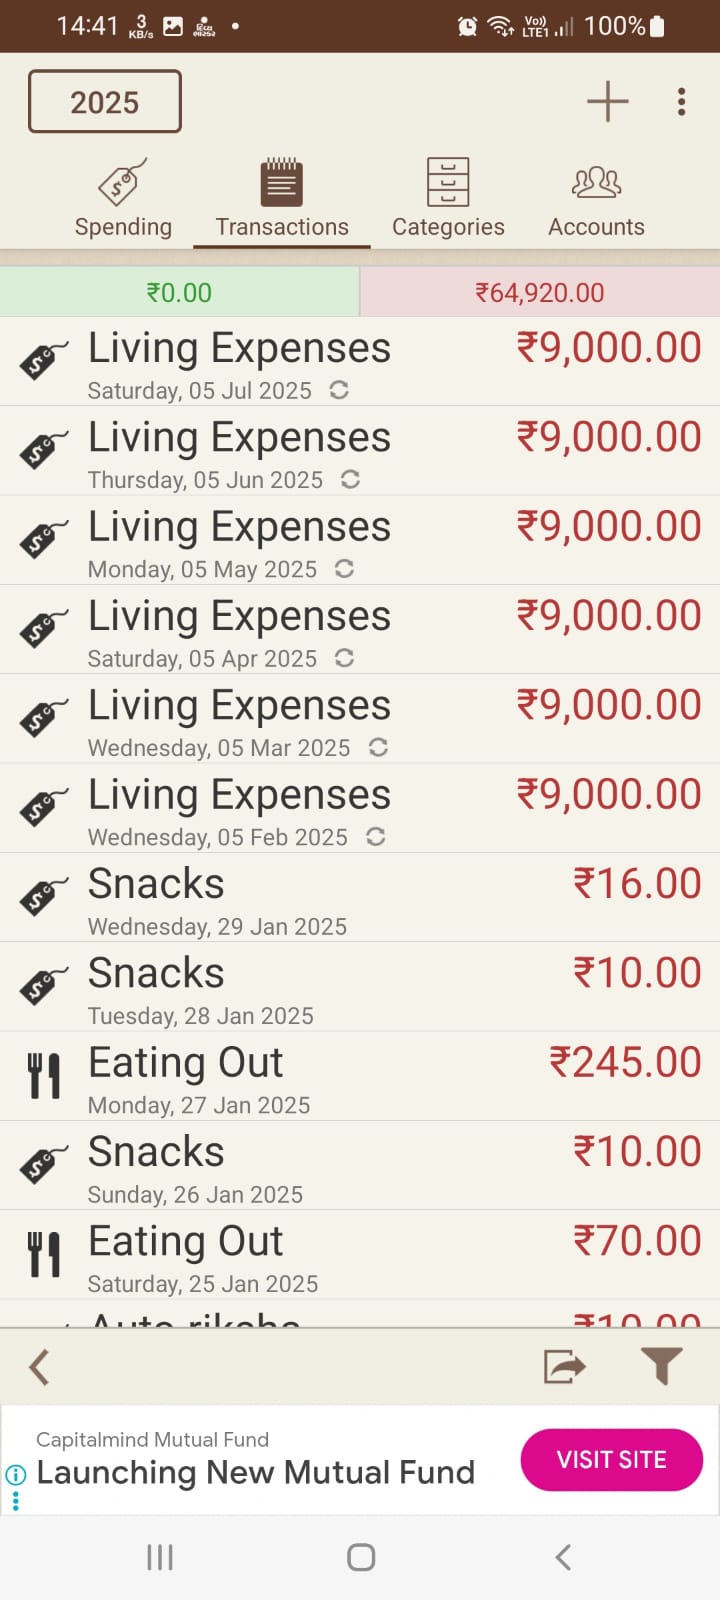 14:41 3 KB/s Vo)) LTE1 100%
2025
Spending Transactions Categories Accounts
₹0.00 ₹64,920.00
Living Expenses ₹9,000.00
Saturday, 05 Jul 2025
Living Expenses ₹9,000.00
Thursday, 05 Jun 2025
Living Expenses ₹9,000.00
Monday, 05 May 2025
Living Expenses ₹9,000.00
Saturday, 05 Apr 2025
Living Expenses ₹9,000.00
Wednesday, 05 Mar 2025
Living Expenses ₹9,000.00
Wednesday, 05 Feb 2025
Snacks ₹16.00
Wednesday, 29 Jan 2025
Snacks ₹10.00
Tuesday, 28 Jan 2025
Eating Out ₹245.00
Monday, 27 Jan 2025
Snacks ₹10.00
Sunday, 26 Jan 2025
Eating Out ₹70.00
Saturday, 25 Jan 2025
Auto riksha ₹10.00
Capitalmind Mutual Fund
Launching New Mutual Fund
VISIT SITE